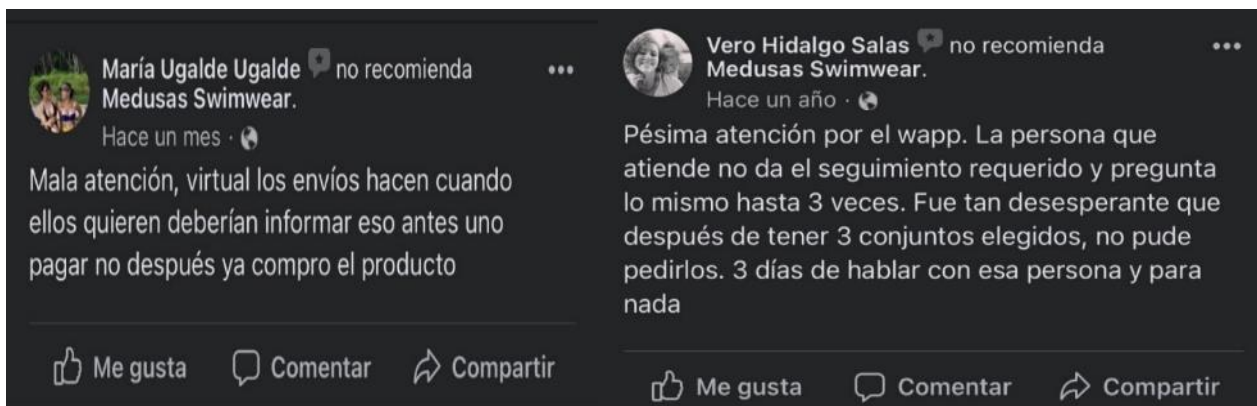 María Ugalde Ugalde no recomienda
Medusas Swimwear.
Hace un mes ·
Mala atención, virtual los envíos hacen cuando
ellos quieren deberían informar eso antes uno
pagar no después ya compro el producto
Me gusta Comentar Compartir
Vero Hidalgo Salas no recomienda
Medusas Swimwear.
Hace un año ·
Pésima atención por el wapp. La persona que
atiende no da el seguimiento requerido y pregunta
lo mismo hasta 3 veces. Fue tan desesperante que
después de tener 3 conjuntos elegidos, no pude
pedirlos. 3 días de hablar con esa persona y para
nada
Me gusta Comentar Compartir